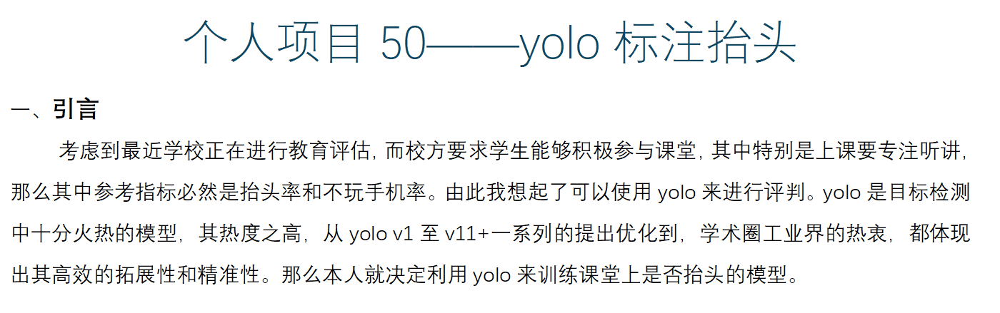 个人项目 50——yolo 标注抬头
一、引言
考虑到最近学校正在进行教育评估，而校方要求学生能够积极参与课堂，其中特别是上课要专注听讲，
那么其中参考指标必然是抬头率和不玩手机率。由此我想起了可以使用 yolo 来进行评判。yolo 是目标检测
中十分火热的模型，其热度之高，从 yolo v1 至 v11+一系列的提出优化到，学术圈工业界的热衷，都体现
出其高效的拓展性和精准性。那么本人就决定利用 yolo 来训练课堂上是否抬头的模型。